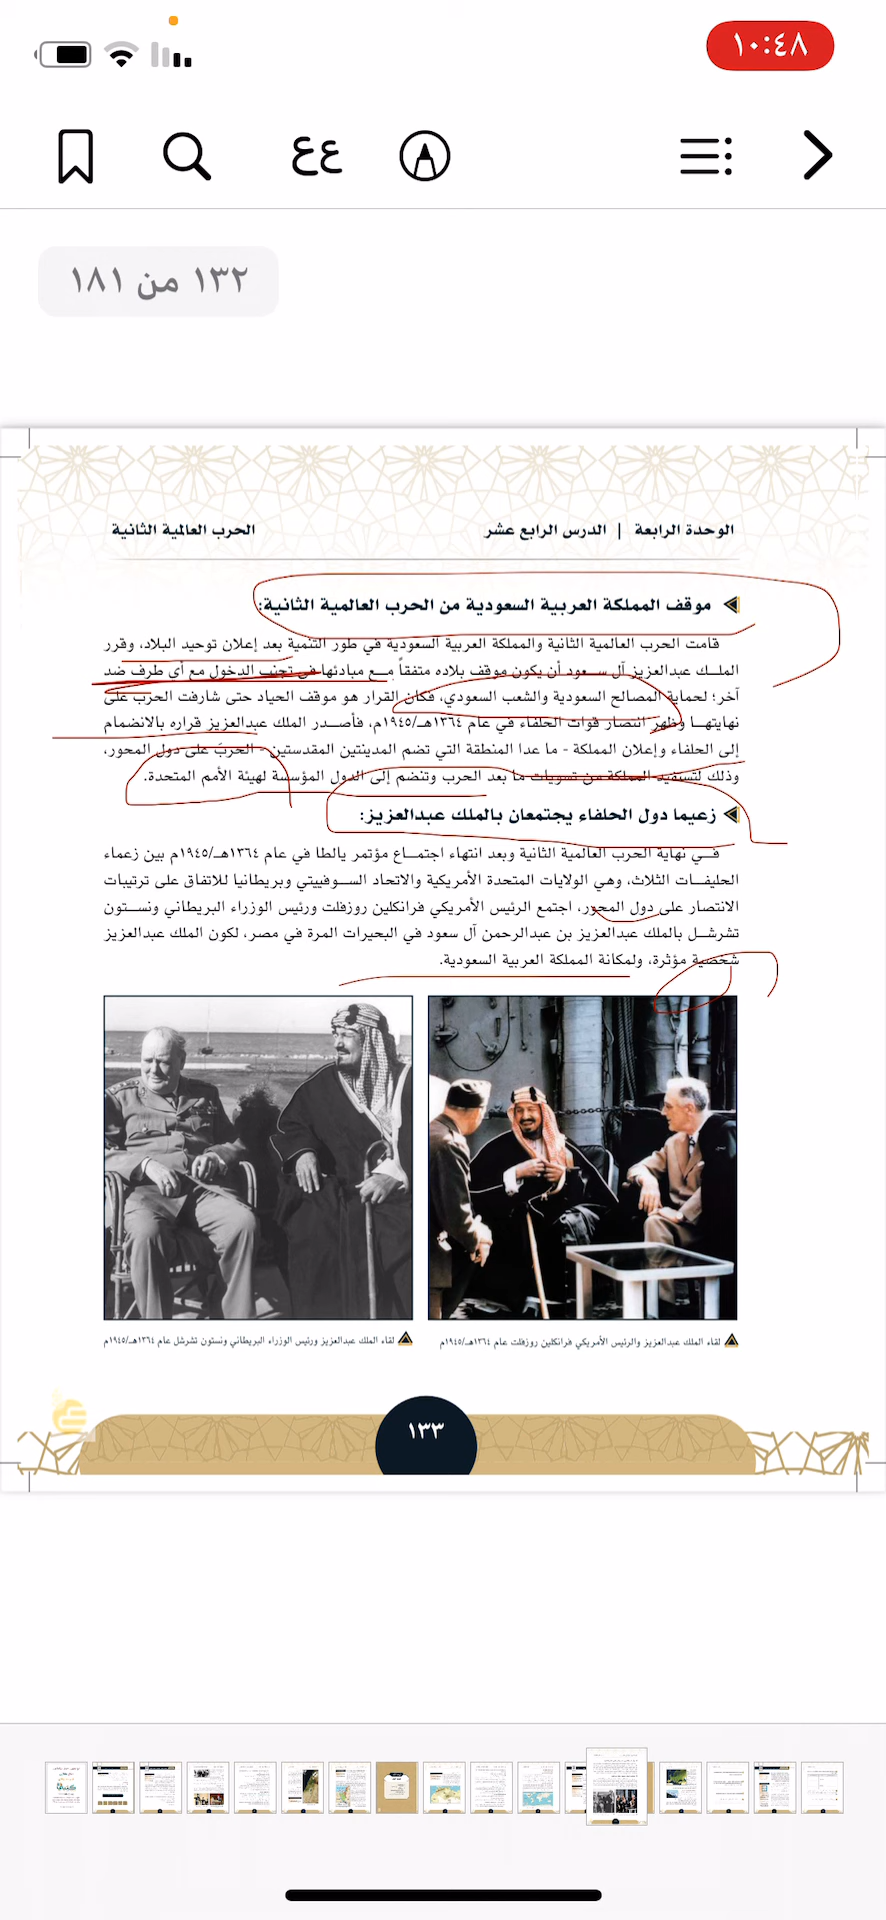 ١٠:٤٨
عع
١٣٢ من ١٨١
الوحدة الرابعة | الدرس الرابع عشر
الحرب العالمية الثانية
موقف المملكة العربية السعودية من الحرب العالمية الثانية:
قامت الحرب العالمية الثانية والمملكة العربية السعودية في طور التنمية بعد إعلان توحيد البلاد، وقرر
الملك عبدالعزيز آل سعود أن يكون موقف بلاده متفقاً مع مبادئها في تجنّب الدخول مع أي طرف ضد
آخر؛ لحماية المصالح السعودية والشعب السعودي، فكان القرار هو موقف الحياد حتى شارفت الحرب على
نهايتها وظهر انتصار قوات الحلفاء في عام ١٣٦٤هـ/١٩٤٥م، فأصدر الملك عبدالعزيز قراره بالانضمام
إلى الحلفاء وإعلان المملكة - ما عدا المنطقة التي تضم المدينتين المقدستين - الحربَ على دول المحور،
وذلك لتستفيد المملكة من تسويات ما بعد الحرب وتنضم إلى الدول المؤسسة لهيئة الأمم المتحدة.
زعيما دول الحلفاء يجتمعان بالملك عبدالعزيز:
في نهاية الحرب العالمية الثانية وبعد انتهاء اجتماع مؤتمر يالطا في عام ١٣٦٤هـ/١٩٤٥م بين زعماء
الحليفات الثلاث، وهي الولايات المتحدة الأمريكية والاتحاد السوفييتي وبريطانيا للاتفاق على ترتيبات
الانتصار على دول المحور، اجتمع الرئيس الأمريكي فرانكلين روزفلت ورئيس الوزراء البريطاني ونستون
تشرشل بالملك عبدالعزيز بن عبدالرحمن آل سعود في البحيرات المرة في مصر، لكون الملك عبدالعزيز
شخصية مؤثرة، ولمكانة المملكة العربية السعودية.
لقاء الملك عبدالعزيز والرئيس الأمريكي فرانكلين روزفلت عام ١٣٦٤هـ/١٩٤٥م
لقاء الملك عبدالعزيز ورئيس الوزراء البريطاني ونستون تشرشل عام ١٣٦٤هـ/١٩٤٥م
١٣٣